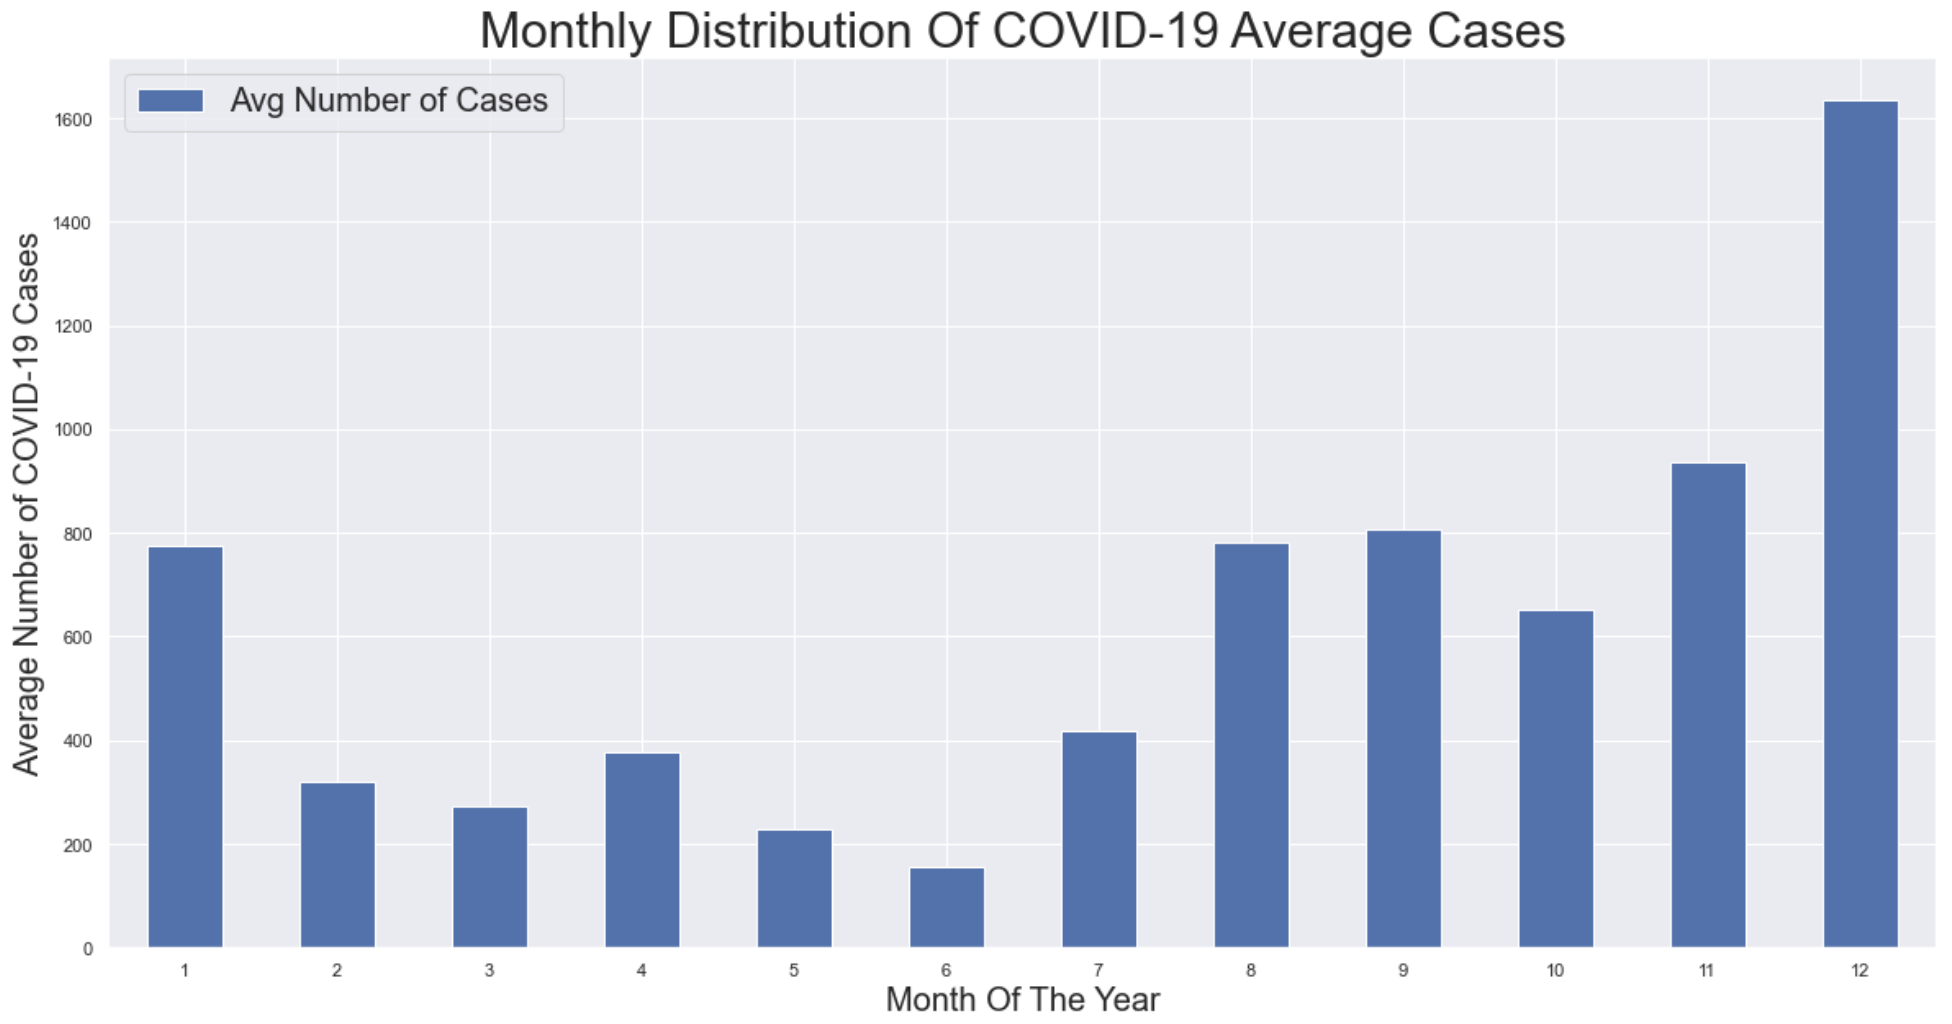 Monthly Distribution Of COVID-19 Average Cases
Avg Number of Cases
Average Number of COVID-19 Cases
1600
1400
1200
1000
800
600
400
200
0
1 2 3 4 5 6 7 8 9 10 11 12
Month Of The Year